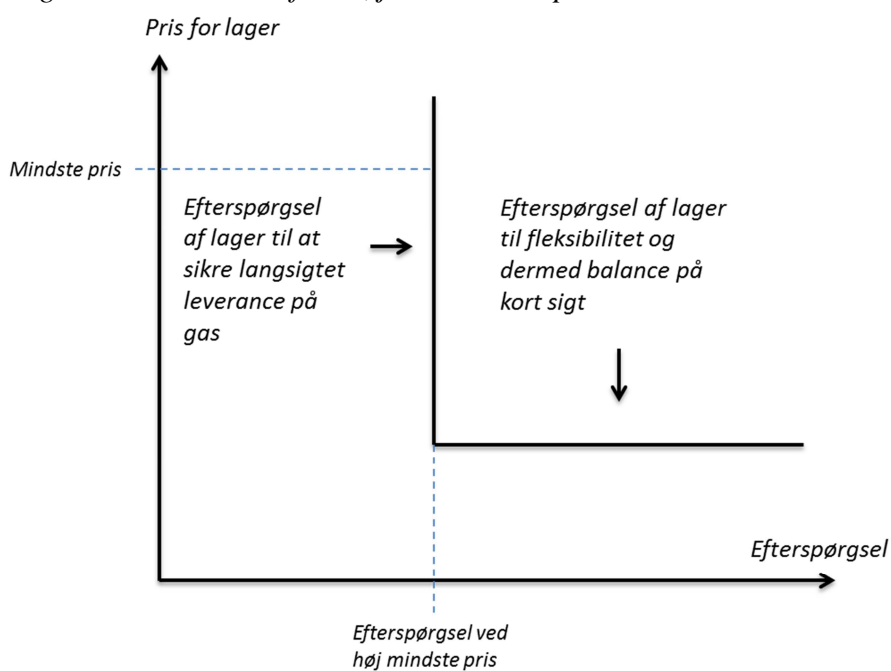 Pris for lager
Mindste pris
Efterspørgsel
af lager til at
sikre langsigtet
leverance på
gas
Efterspørgsel af lager
til fleksibilitet og
dermed balance på
kort sigt
Efterspørgsel
Efterspørgsel ved
høj mindste pris